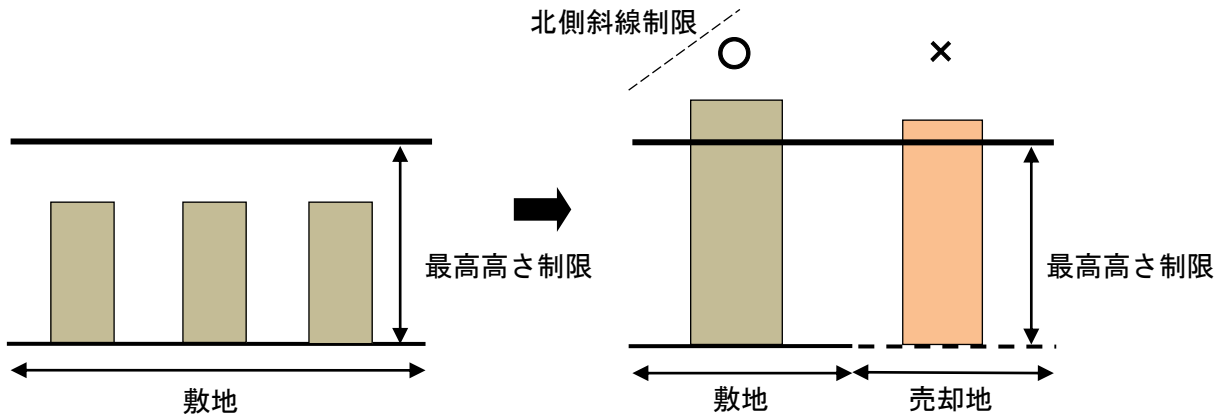 北側斜線制限
○
×
最高高さ制限
最高高さ制限
敷地
敷地
売却地